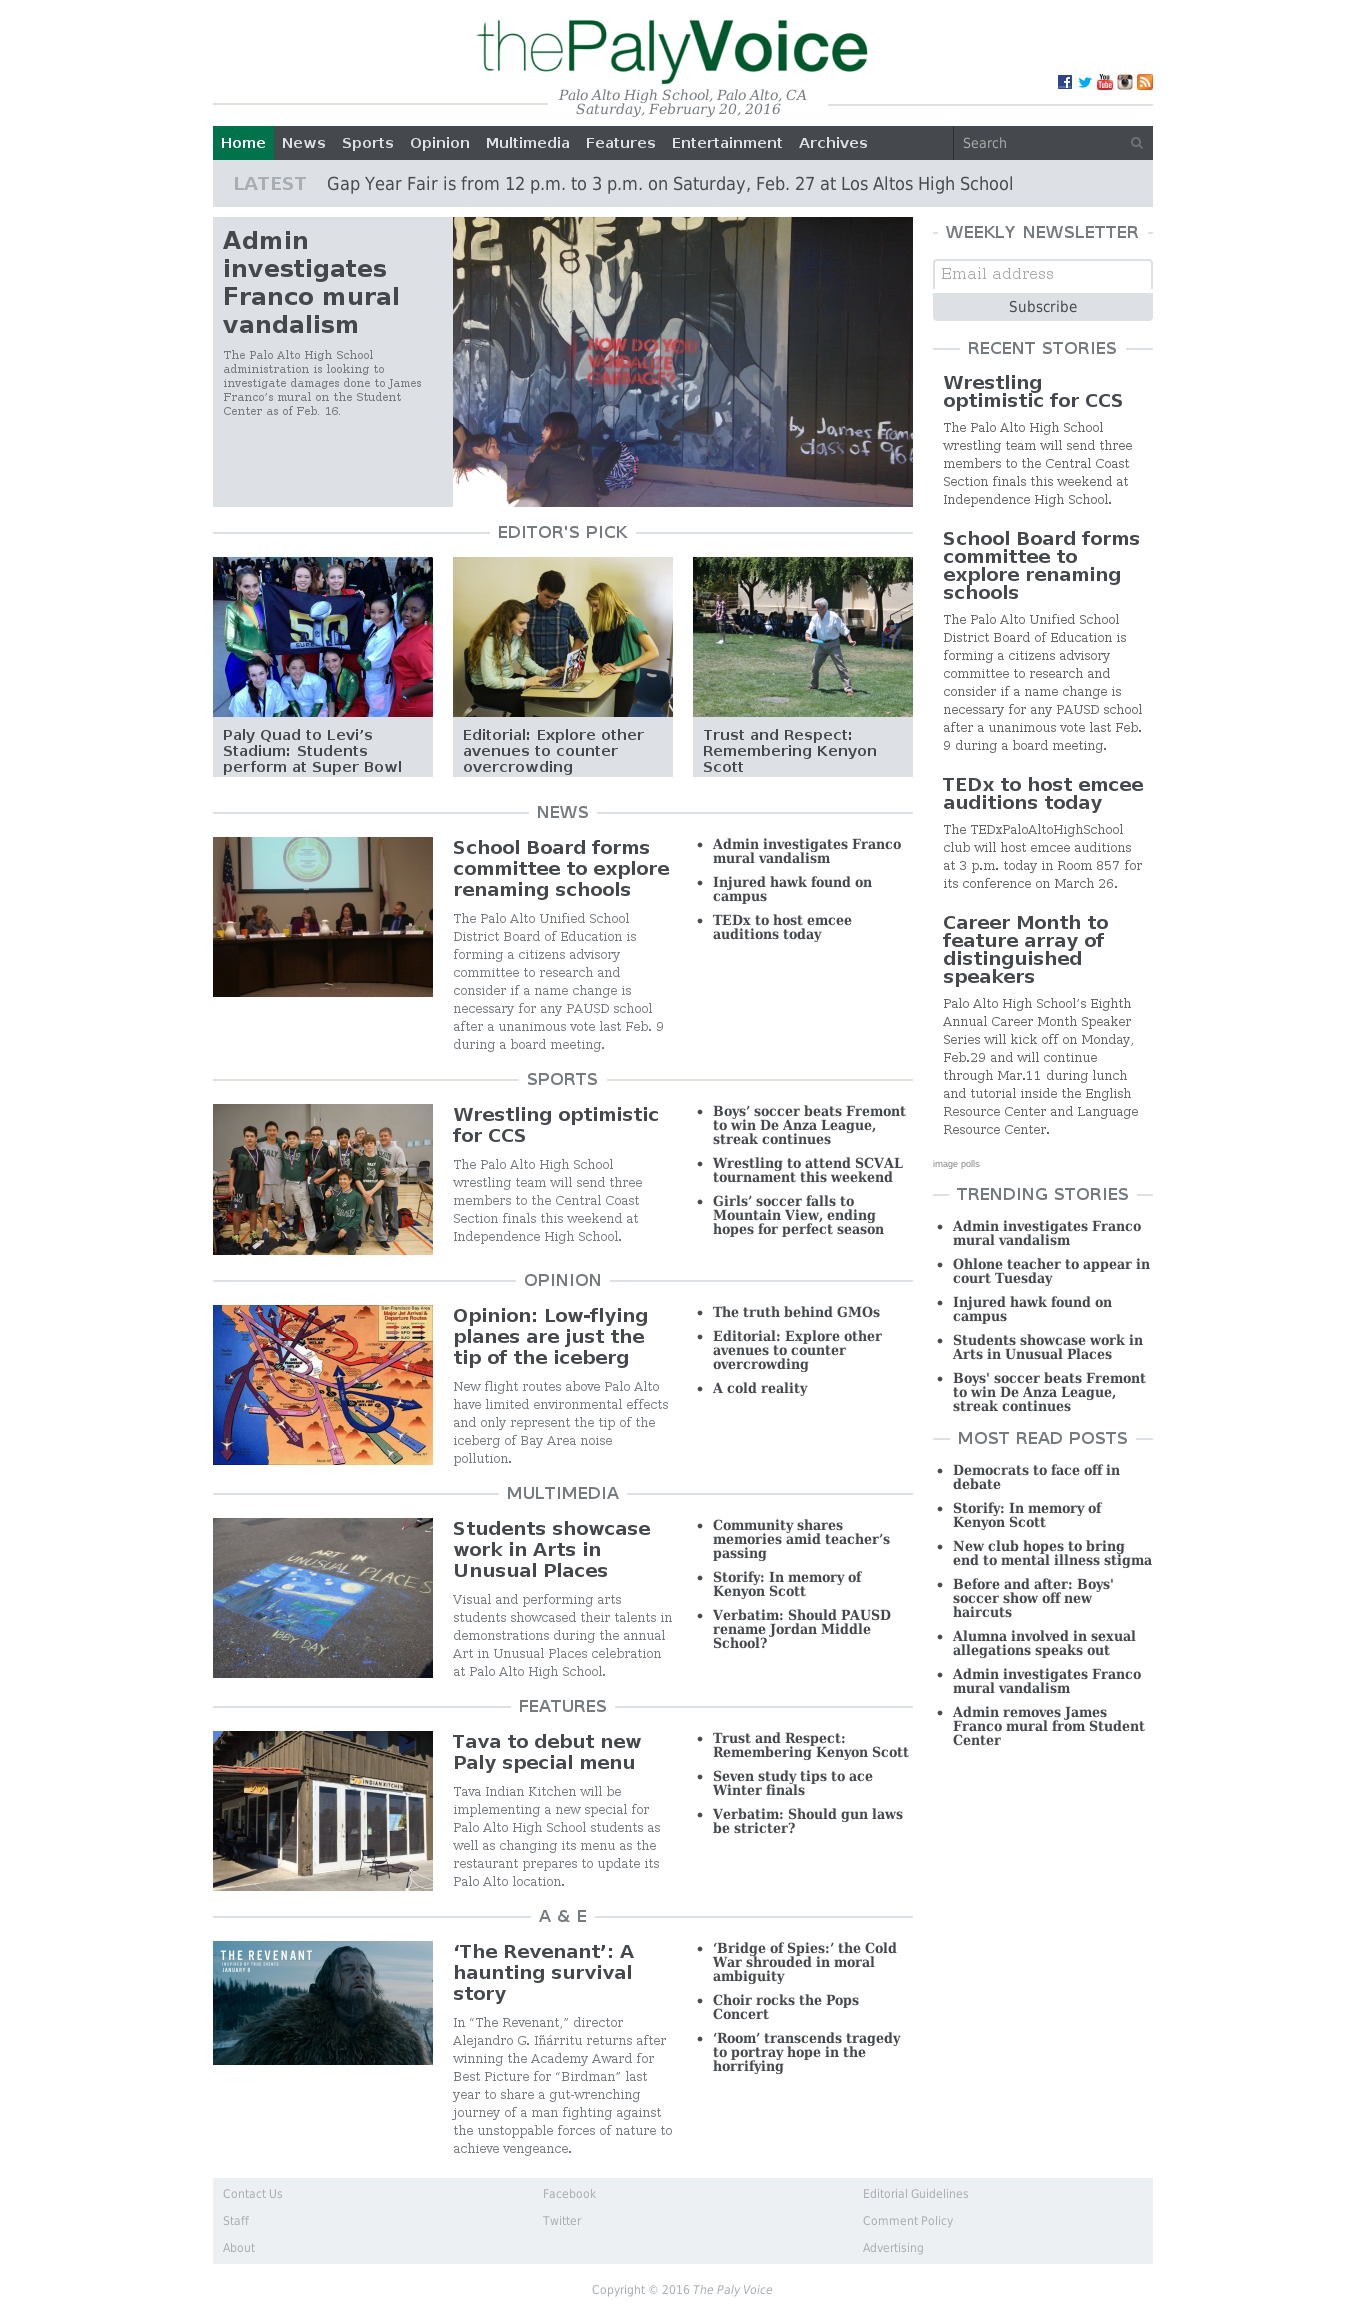 thePalyVoice
Palo Alto High School, Palo Alto, CA
Saturday, February 20, 2016
Home News Sports Opinion Multimedia Features Entertainment Archives Search
LATEST Gap Year Fair is from 12 p.m. to 3 p.m. on Saturday, Feb. 27 at Los Altos High School
Admin
investigates
Franco mural
vandalism
The Palo Alto High School
administration is looking to
investigate damages done to James
Franco’s mural on the Student
Center as of Feb. 16.
8
HOW DO YOU
VANDALIZE
GARBAGE?
by James Franco
class of 96
EDITOR'S PICK
50
SUPER
Paly Quad to Levi’s
Stadium: Students
perform at Super Bowl
Editorial: Explore other
avenues to counter
overcrowding
Trust and Respect:
Remembering Kenyon
Scott
NEWS
School Board forms
committee to explore
renaming schools
The Palo Alto Unified School
District Board of Education is
forming a citizens advisory
committee to research and
consider if a name change is
necessary for any PAUSD school
after a unanimous vote last Feb. 9
during a board meeting.
• Admin investigates Franco
mural vandalism
• Injured hawk found on
campus
• TEDx to host emcee
auditions today
SPORTS
Wrestling optimistic
for CCS
The Palo Alto High School
wrestling team will send three
members to the Central Coast
Section finals this weekend at
Independence High School.
• Boys’ soccer beats Fremont
to win De Anza League,
streak continues
• Wrestling to attend SCVAL
tournament this weekend
• Girls’ soccer falls to
Mountain View, ending
hopes for perfect season
OPINION
San Francisco Bay Area
Major Jet Arrival &
Departure Routes
Opinion: Low-flying
planes are just the
tip of the iceberg
New flight routes above Palo Alto
have limited environmental effects
and only represent the tip of the
iceberg of Bay Area noise
pollution.
• The truth behind GMOs
• Editorial: Explore other
avenues to counter
overcrowding
• A cold reality
MULTIMEDIA
ART IN
UNUSUAL PLACES
ABBY DAY
Students showcase
work in Arts in
Unusual Places
Visual and performing arts
students showcased their talents in
demonstrations during the annual
Art in Unusual Places celebration
at Palo Alto High School.
• Community shares
memories amid teacher’s
passing
• Storify: In memory of
Kenyon Scott
• Verbatim: Should PAUSD
rename Jordan Middle
School?
FEATURES
INDIAN KITCHEN
Tava to debut new
Paly special menu
Tava Indian Kitchen will be
implementing a new special for
Palo Alto High School students as
well as changing its menu as the
restaurant prepares to update its
Palo Alto location.
• Trust and Respect:
Remembering Kenyon Scott
• Seven study tips to ace
Winter finals
• Verbatim: Should gun laws
be stricter?
A & E
THE REVENANT
INSPIRED BY TRUE EVENTS
JANUARY 8
‘The Revenant’: A
haunting survival
story
In “The Revenant,” director
Alejandro G. Iñárritu returns after
winning the Academy Award for
Best Picture for “Birdman” last
year to share a gut-wrenching
journey of a man fighting against
the unstoppable forces of nature to
achieve vengeance.
• ‘Bridge of Spies:’ the Cold
War shrouded in moral
ambiguity
• Choir rocks the Pops
Concert
• ‘Room’ transcends tragedy
to portray hope in the
horrifying
WEEKLY NEWSLETTER
Email address
Subscribe
RECENT STORIES
Wrestling
optimistic for CCS
The Palo Alto High School
wrestling team will send three
members to the Central Coast
Section finals this weekend at
Independence High School.
School Board forms
committee to
explore renaming
schools
The Palo Alto Unified School
District Board of Education is
forming a citizens advisory
committee to research and
consider if a name change is
necessary for any PAUSD school
after a unanimous vote last Feb.
9 during a board meeting.
TEDx to host emcee
auditions today
The TEDxPaloAltoHighSchool
club will host emcee auditions
at 3 p.m. today in Room 857 for
its conference on March 26.
Career Month to
feature array of
distinguished
speakers
Palo Alto High School’s Eighth
Annual Career Month Speaker
Series will kick off on Monday,
Feb.29 and will continue
through Mar.11 during lunch
and tutorial inside the English
Resource Center and Language
Resource Center.
image polls
TRENDING STORIES
• Admin investigates Franco
mural vandalism
• Ohlone teacher to appear in
court Tuesday
• Injured hawk found on
campus
• Students showcase work in
Arts in Unusual Places
• Boys' soccer beats Fremont
to win De Anza League,
streak continues
MOST READ POSTS
• Democrats to face off in
debate
• Storify: In memory of
Kenyon Scott
• New club hopes to bring
end to mental illness stigma
• Before and after: Boys'
soccer show off new
haircuts
• Alumna involved in sexual
allegations speaks out
• Admin investigates Franco
mural vandalism
• Admin removes James
Franco mural from Student
Center
Contact Us Facebook Editorial Guidelines
Staff Twitter Comment Policy
About Advertising
Copyright © 2016 The Paly Voice